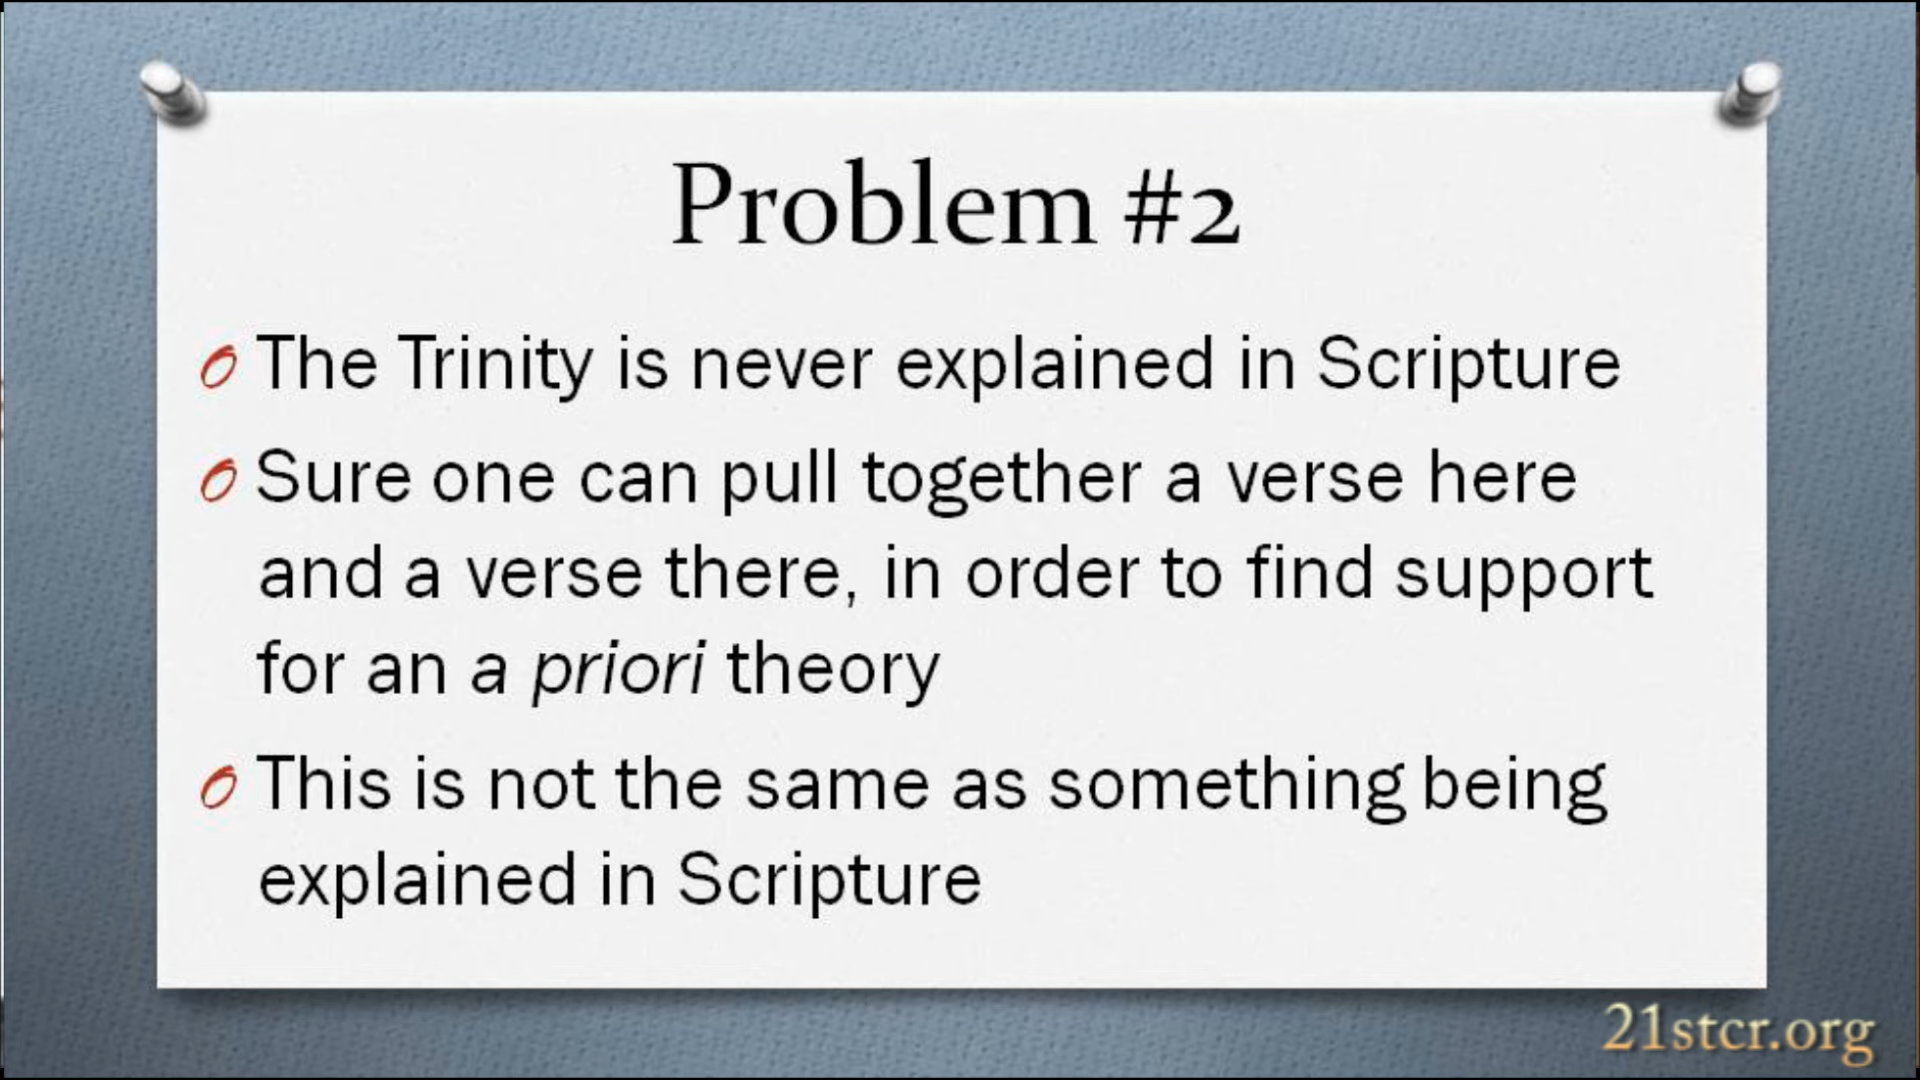 Problem #2
The Trinity is never explained in Scripture
Sure one can pull together a verse here
and a verse there, in order to find support
for an a priori theory
This is not the same as something being
explained in Scripture
21stcr.org